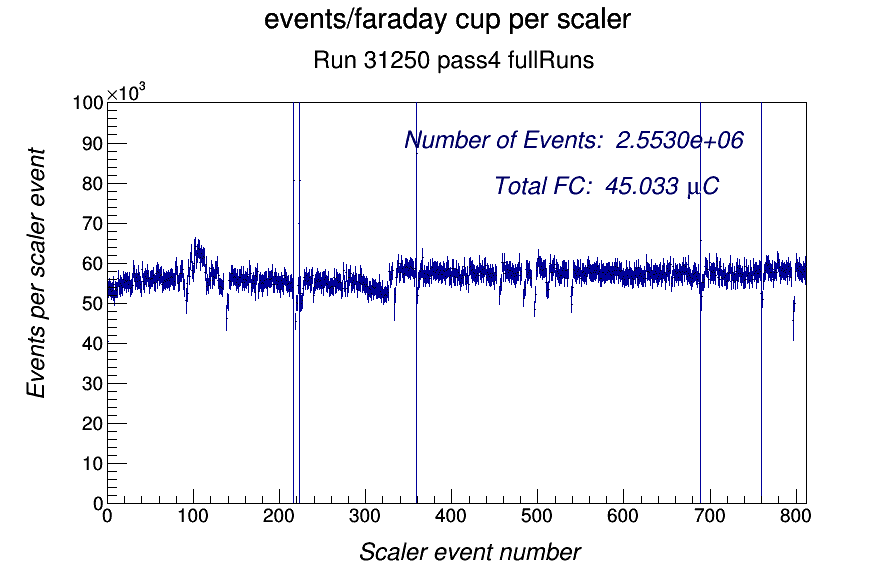 events/faraday cup per scaler
Run 31250 pass4 fullRuns
×10³
100
90
80
70
60
50
40
30
20
10
0
Number of Events: 2.5530e+06
Total FC: 45.033 μC
Events per scaler event
0 100 200 300 400 500 600 700 800
Scaler event number